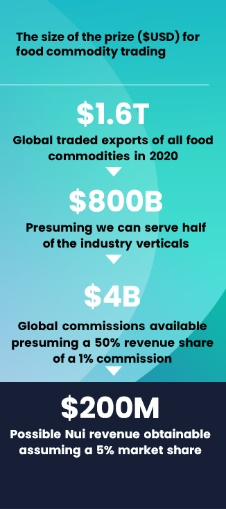 The size of the prize ($USD) for
food commodity trading
$1.6T
Global traded exports of all food
commodities in 2020
$800B
Presuming we can serve half
of the industry verticals
$4B
Global commissions available
presuming a 50% revenue share
of a 1% commission
$200M
Possible Nui revenue obtainable
assuming a 5% market share